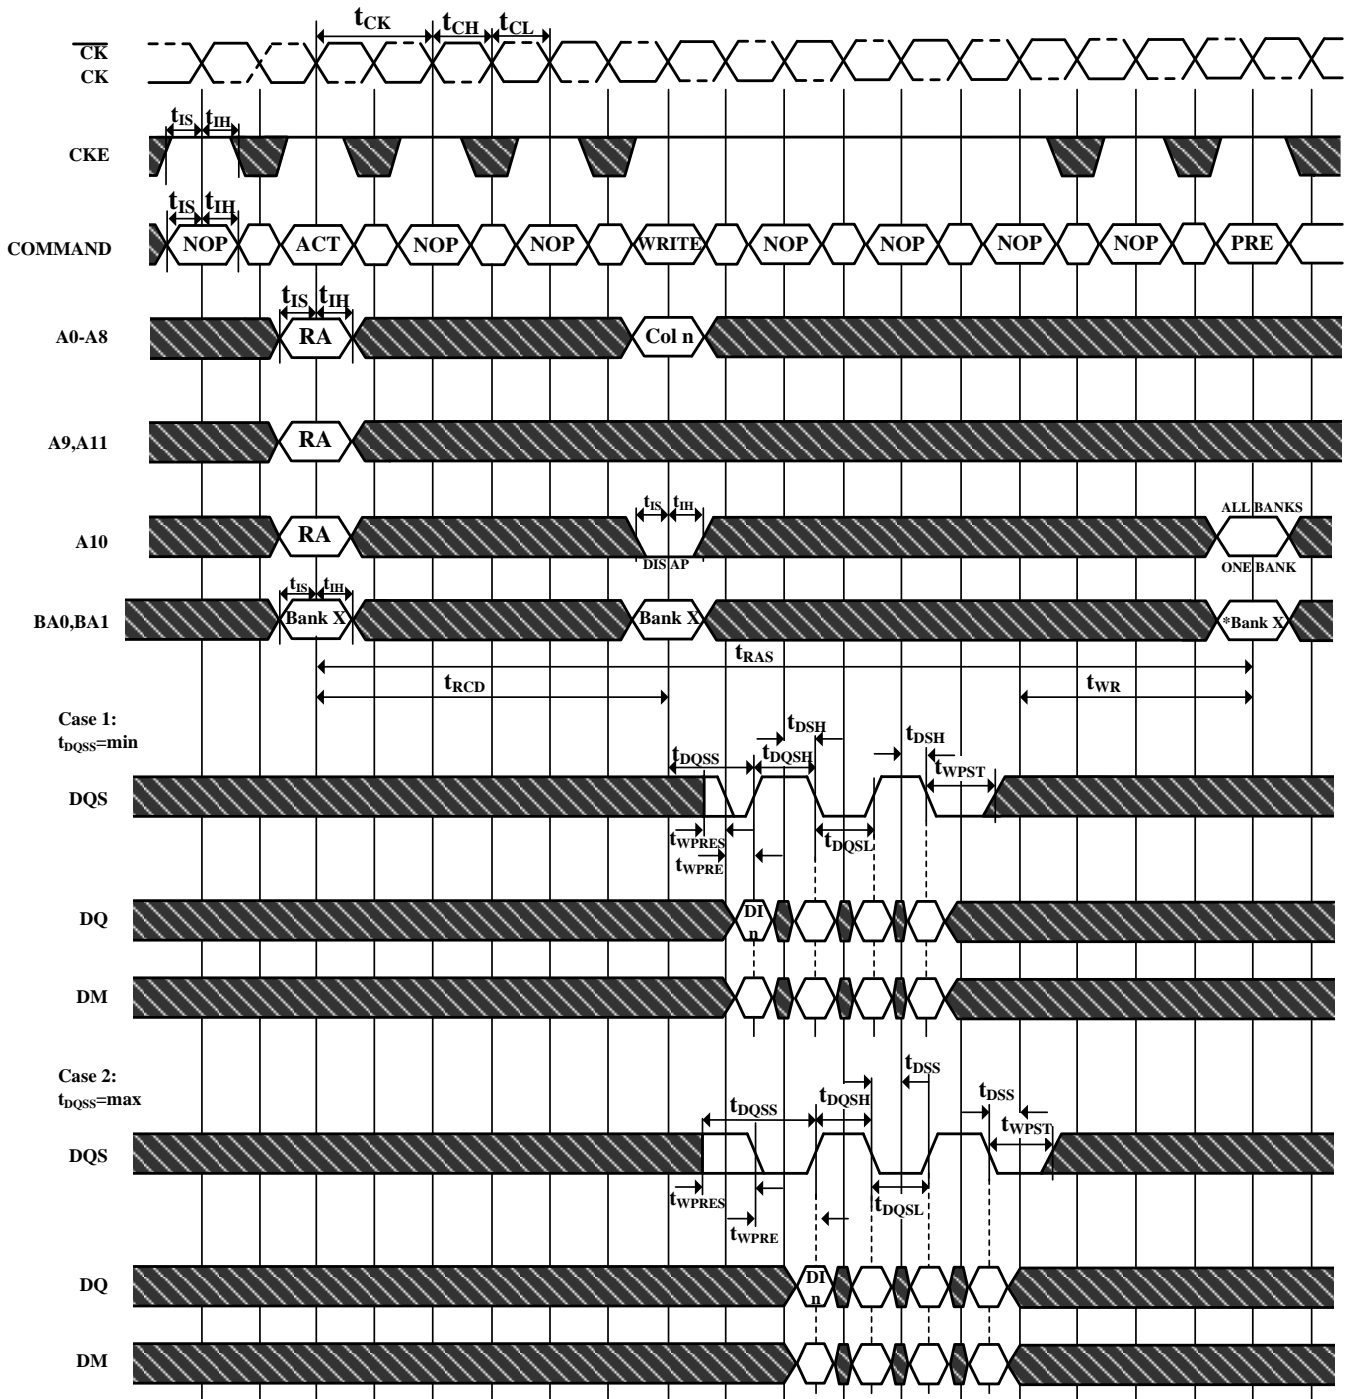 tCK tCH tCL
CK
CK
tIS tIH
CKE
tIS tIH
COMMAND NOP ACT NOP NOP WRITE NOP NOP NOP NOP PRE
tIS tIH
A0-A8 RA Col n
A9,A11 RA
tIS tIH ALL BANKS
A10 RA
DIS AP ONE BANK
tIS tIH
BA0,BA1 Bank X Bank X *Bank X
tRAS
tRCD tWR
Case 1:
tDQSS=min
tDSH tDSH
tDQSS tDQSH tWPST
DQS
tWPRES tDQSL
tWPRE
DQ DI
n
DM
Case 2:
tDQSS=max
tDSS tDSS
tDQSS tDQSH tWPST
DQS
tWPRES tDQSL
tWPRE
DQ DI
n
DM